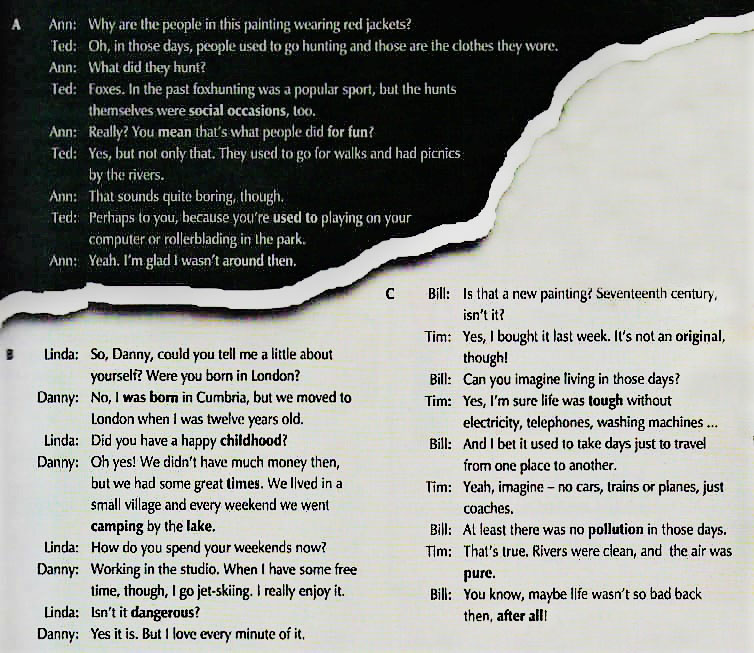 A Ann: Why are the people in this painting wearing red jackets?
Ted: Oh, in those days, people used to go hunting and those are the clothes they wore.
Ann: What did they hunt?
Ted: Foxes. In the past foxhunting was a popular sport, but the hunts
themselves were social occasions, too.
Ann: Really? You mean that's what people did for fun?
Ted: Yes, but not only that. They used to go for walks and had picnics
by the rivers.
Ann: That sounds quite boring, though.
Ted: Perhaps to you, because you're used to playing on your
computer or rollerblading in the park.
Ann: Yeah. I'm glad I wasn't around then.
B Linda: So, Danny, could you tell me a little about
yourself? Were you born in London?
Danny: No, I was born in Cumbria, but we moved to
London when I was twelve years old.
Linda: Did you have a happy childhood?
Danny: Oh yes! We didn't have much money then,
but we had some great times. We lived in a
small village and every weekend we went
camping by the lake.
Linda: How do you spend your weekends now?
Danny: Working in the studio. When I have some free
time, though, I go jet-skiing. I really enjoy it.
Linda: Isn't it dangerous?
Danny: Yes it is. But I love every minute of it.
C Bill: Is that a new painting? Seventeenth century,
isn't it?
Tim: Yes, I bought it last week. It's not an original,
though!
Bill: Can you imagine living in those days?
Tim: Yes, I'm sure life was tough without
electricity, telephones, washing machines ...
Bill: And I bet it used to take days just to travel
from one place to another.
Tim: Yeah, imagine – no cars, trains or planes, just
coaches.
Bill: At least there was no pollution in those days.
Tim: That's true. Rivers were clean, and the air was
pure.
Bill: You know, maybe life wasn't so bad back
then, after all!